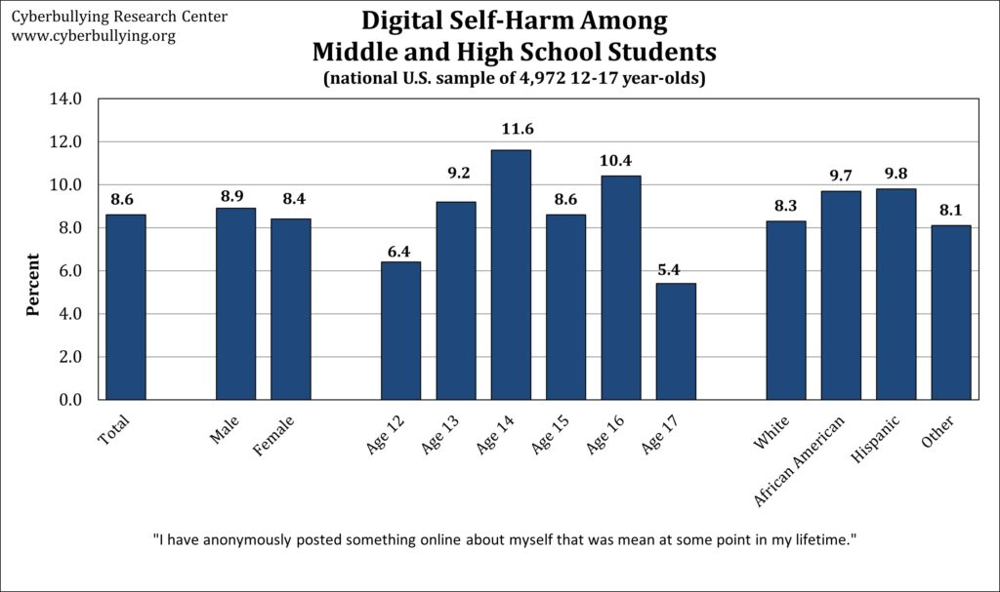 Cyberbullying Research Center
www.cyberbullying.org
Digital Self-Harm Among
Middle and High School Students
(national U.S. sample of 4,972 12-17 year-olds)
Percent
14.0
12.0
10.0
8.0
6.0
4.0
2.0
0.0
8.6
8.9
8.4
6.4
9.2
11.6
8.6
10.4
5.4
8.3
9.7
9.8
8.1
Total
Male
Female
Age 12
Age 13
Age 14
Age 15
Age 16
Age 17
White
African American
Hispanic
Other
"I have anonymously posted something online about myself that was mean at some point in my lifetime."